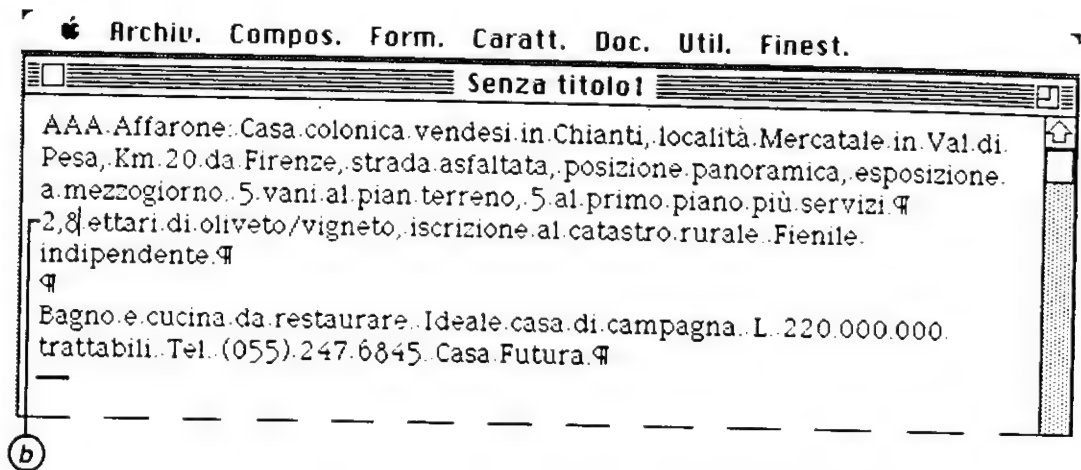 Archiv. Compos. Form. Caratt. Doc. Util. Finest.
Senza titolo1
AAA Affarone: Casa colonica vendesi in Chianti, località Mercatale in Val di
Pesa, Km 20 da Firenze, strada asfaltata, posizione panoramica, esposizione
a mezzogiorno. 5 vani al pian terreno, 5 al primo piano più servizi.¶
2,8 ettari di oliveto/vigneto, iscrizione al catastro rurale. Fienile
indipendente.¶
¶
Bagno e cucina da restaurare. Ideale casa di campagna. L. 220.000.000
trattabili. Tel. (055) 247.6845. Casa Futura.¶
b